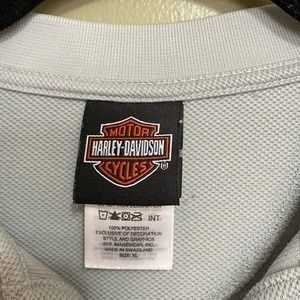 MOTOR
HARLEY-DAVIDSON
CYCLES
®
INT
100% POLYESTER
EXCLUSIVE OF DECORATION
STYLE AND GRAPHICS
MADE IN SWAZILAND
SIZE: XL